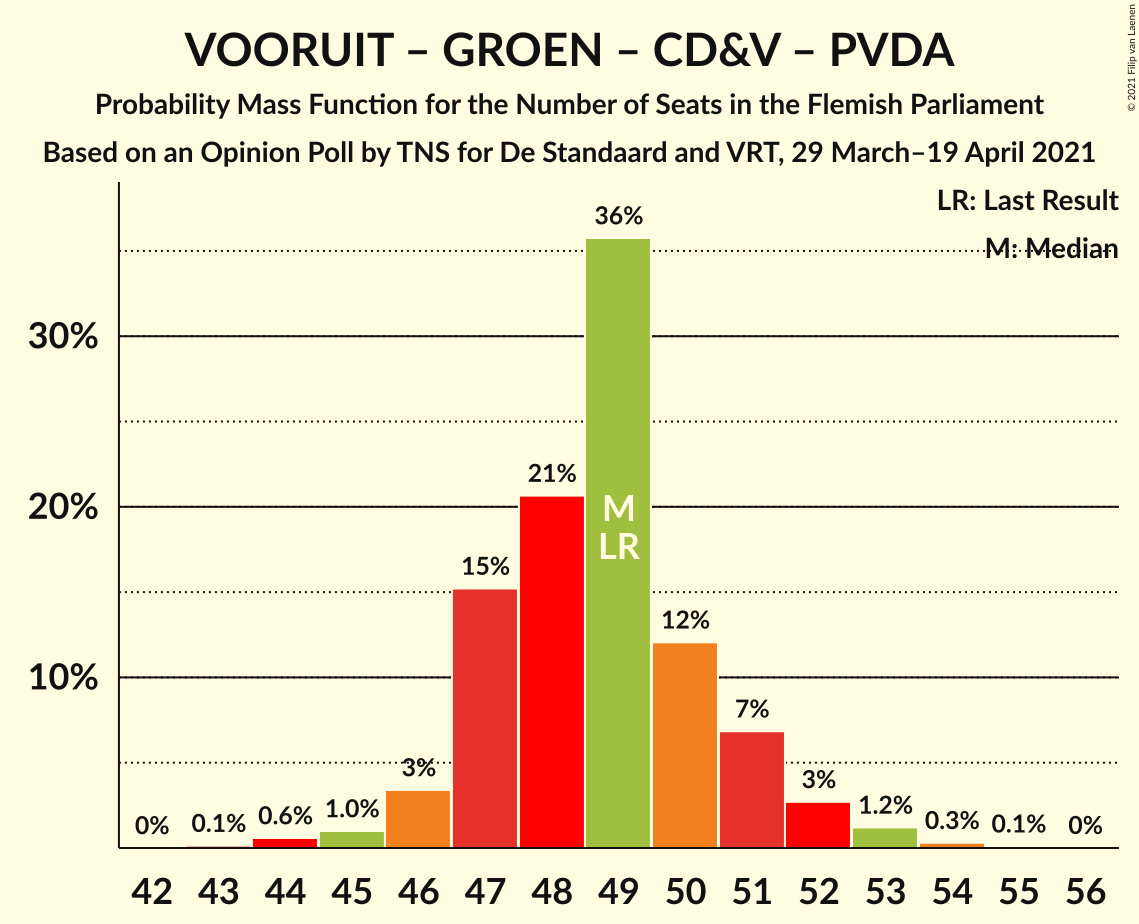 VOORUIT – GROEN – CD&V – PVDA
Probability Mass Function for the Number of Seats in the Flemish Parliament
Based on an Opinion Poll by TNS for De Standaard and VRT, 29 March–19 April 2021
© 2021 Filip van Laenen
LR: Last Result
M: Median
30%
20%
10%
0%
0.1%
0.6%
1.0%
3%
15%
21%
36%
12%
7%
3%
1.2%
0.3%
0.1%
0%
M
LR
42 43 44 45 46 47 48 49 50 51 52 53 54 55 56